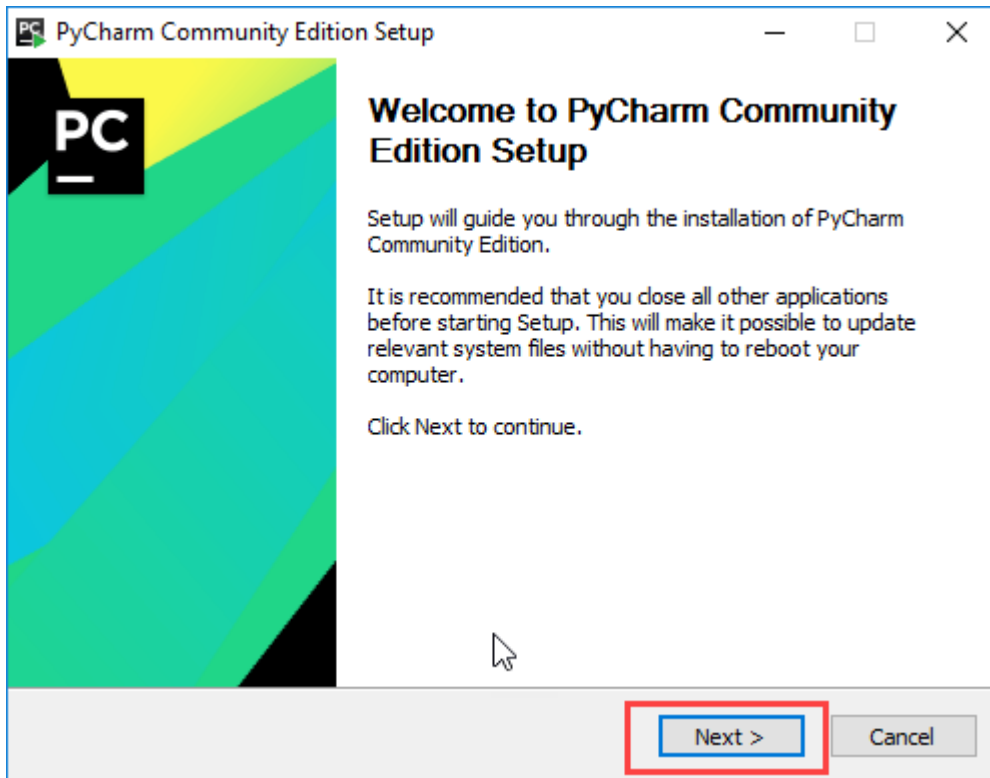 PyCharm Community Edition Setup
PC
Welcome to PyCharm Community
Edition Setup
Setup will guide you through the installation of PyCharm
Community Edition.
It is recommended that you close all other applications
before starting Setup. This will make it possible to update
relevant system files without having to reboot your
computer.
Click Next to continue.
Next >
Cancel